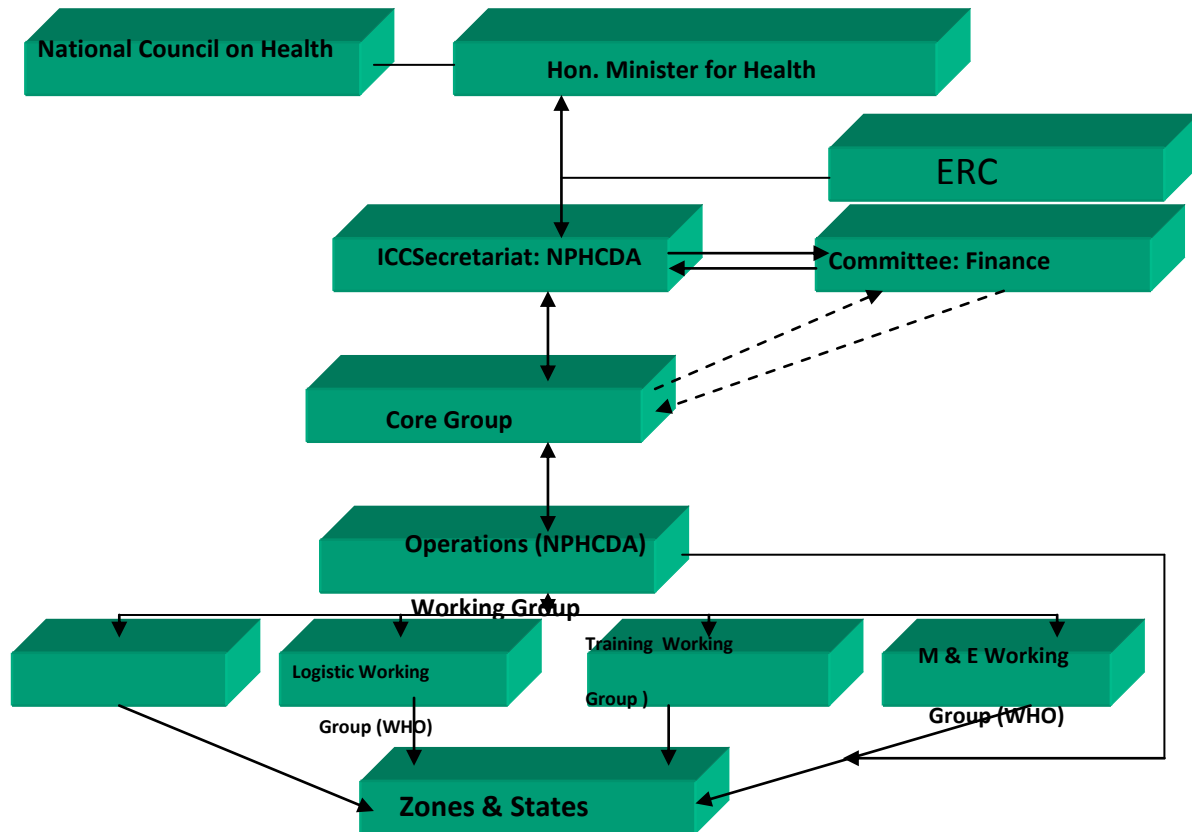 National Council on Health
Hon. Minister for Health
ERC
ICCSecretariat: NPHCDA
Committee: Finance
Core Group
Operations (NPHCDA)
Working Group
Logistic Working
Group (WHO)
Training Working
Group )
M & E Working
Group (WHO)
Zones & States